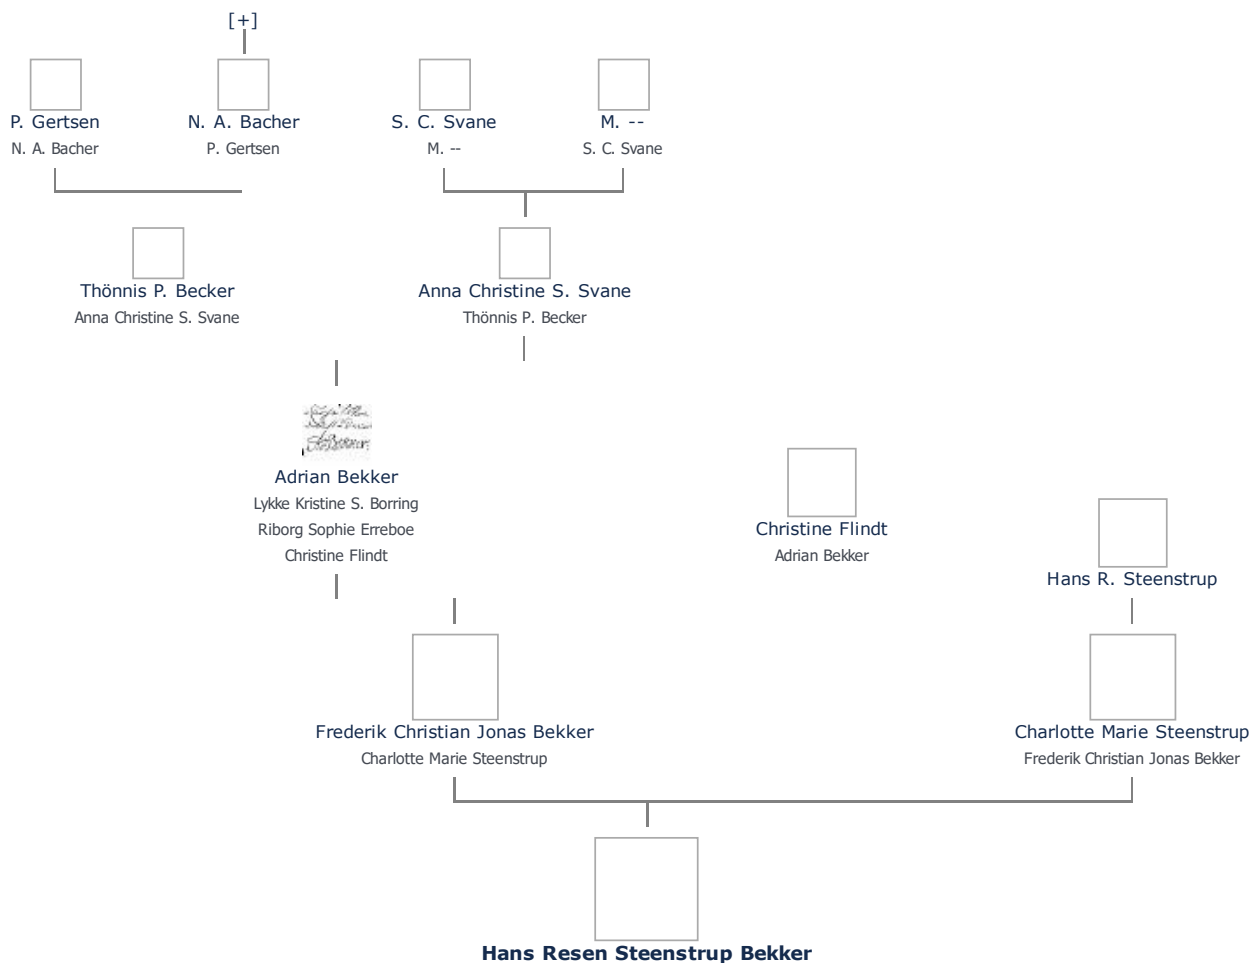 [+]
P. Gertsen
N. A. Bacher
N. A. Bacher
P. Gertsen
S. C. Svane
M. --
M. --
S. C. Svane
Thönnis P. Becker
Anna Christine S. Svane
Anna Christine S. Svane
Thönnis P. Becker
Adrian Bekker
Lykke Kristine S. Borring
Riborg Sophie Erreboe
Christine Flindt
Christine Flindt
Adrian Bekker
Hans R. Steenstrup
Frederik Christian Jonas Bekker
Charlotte Marie Steenstrup
Charlotte Marie Steenstrup
Frederik Christian Jonas Bekker
Hans Resen Steenstrup Bekker